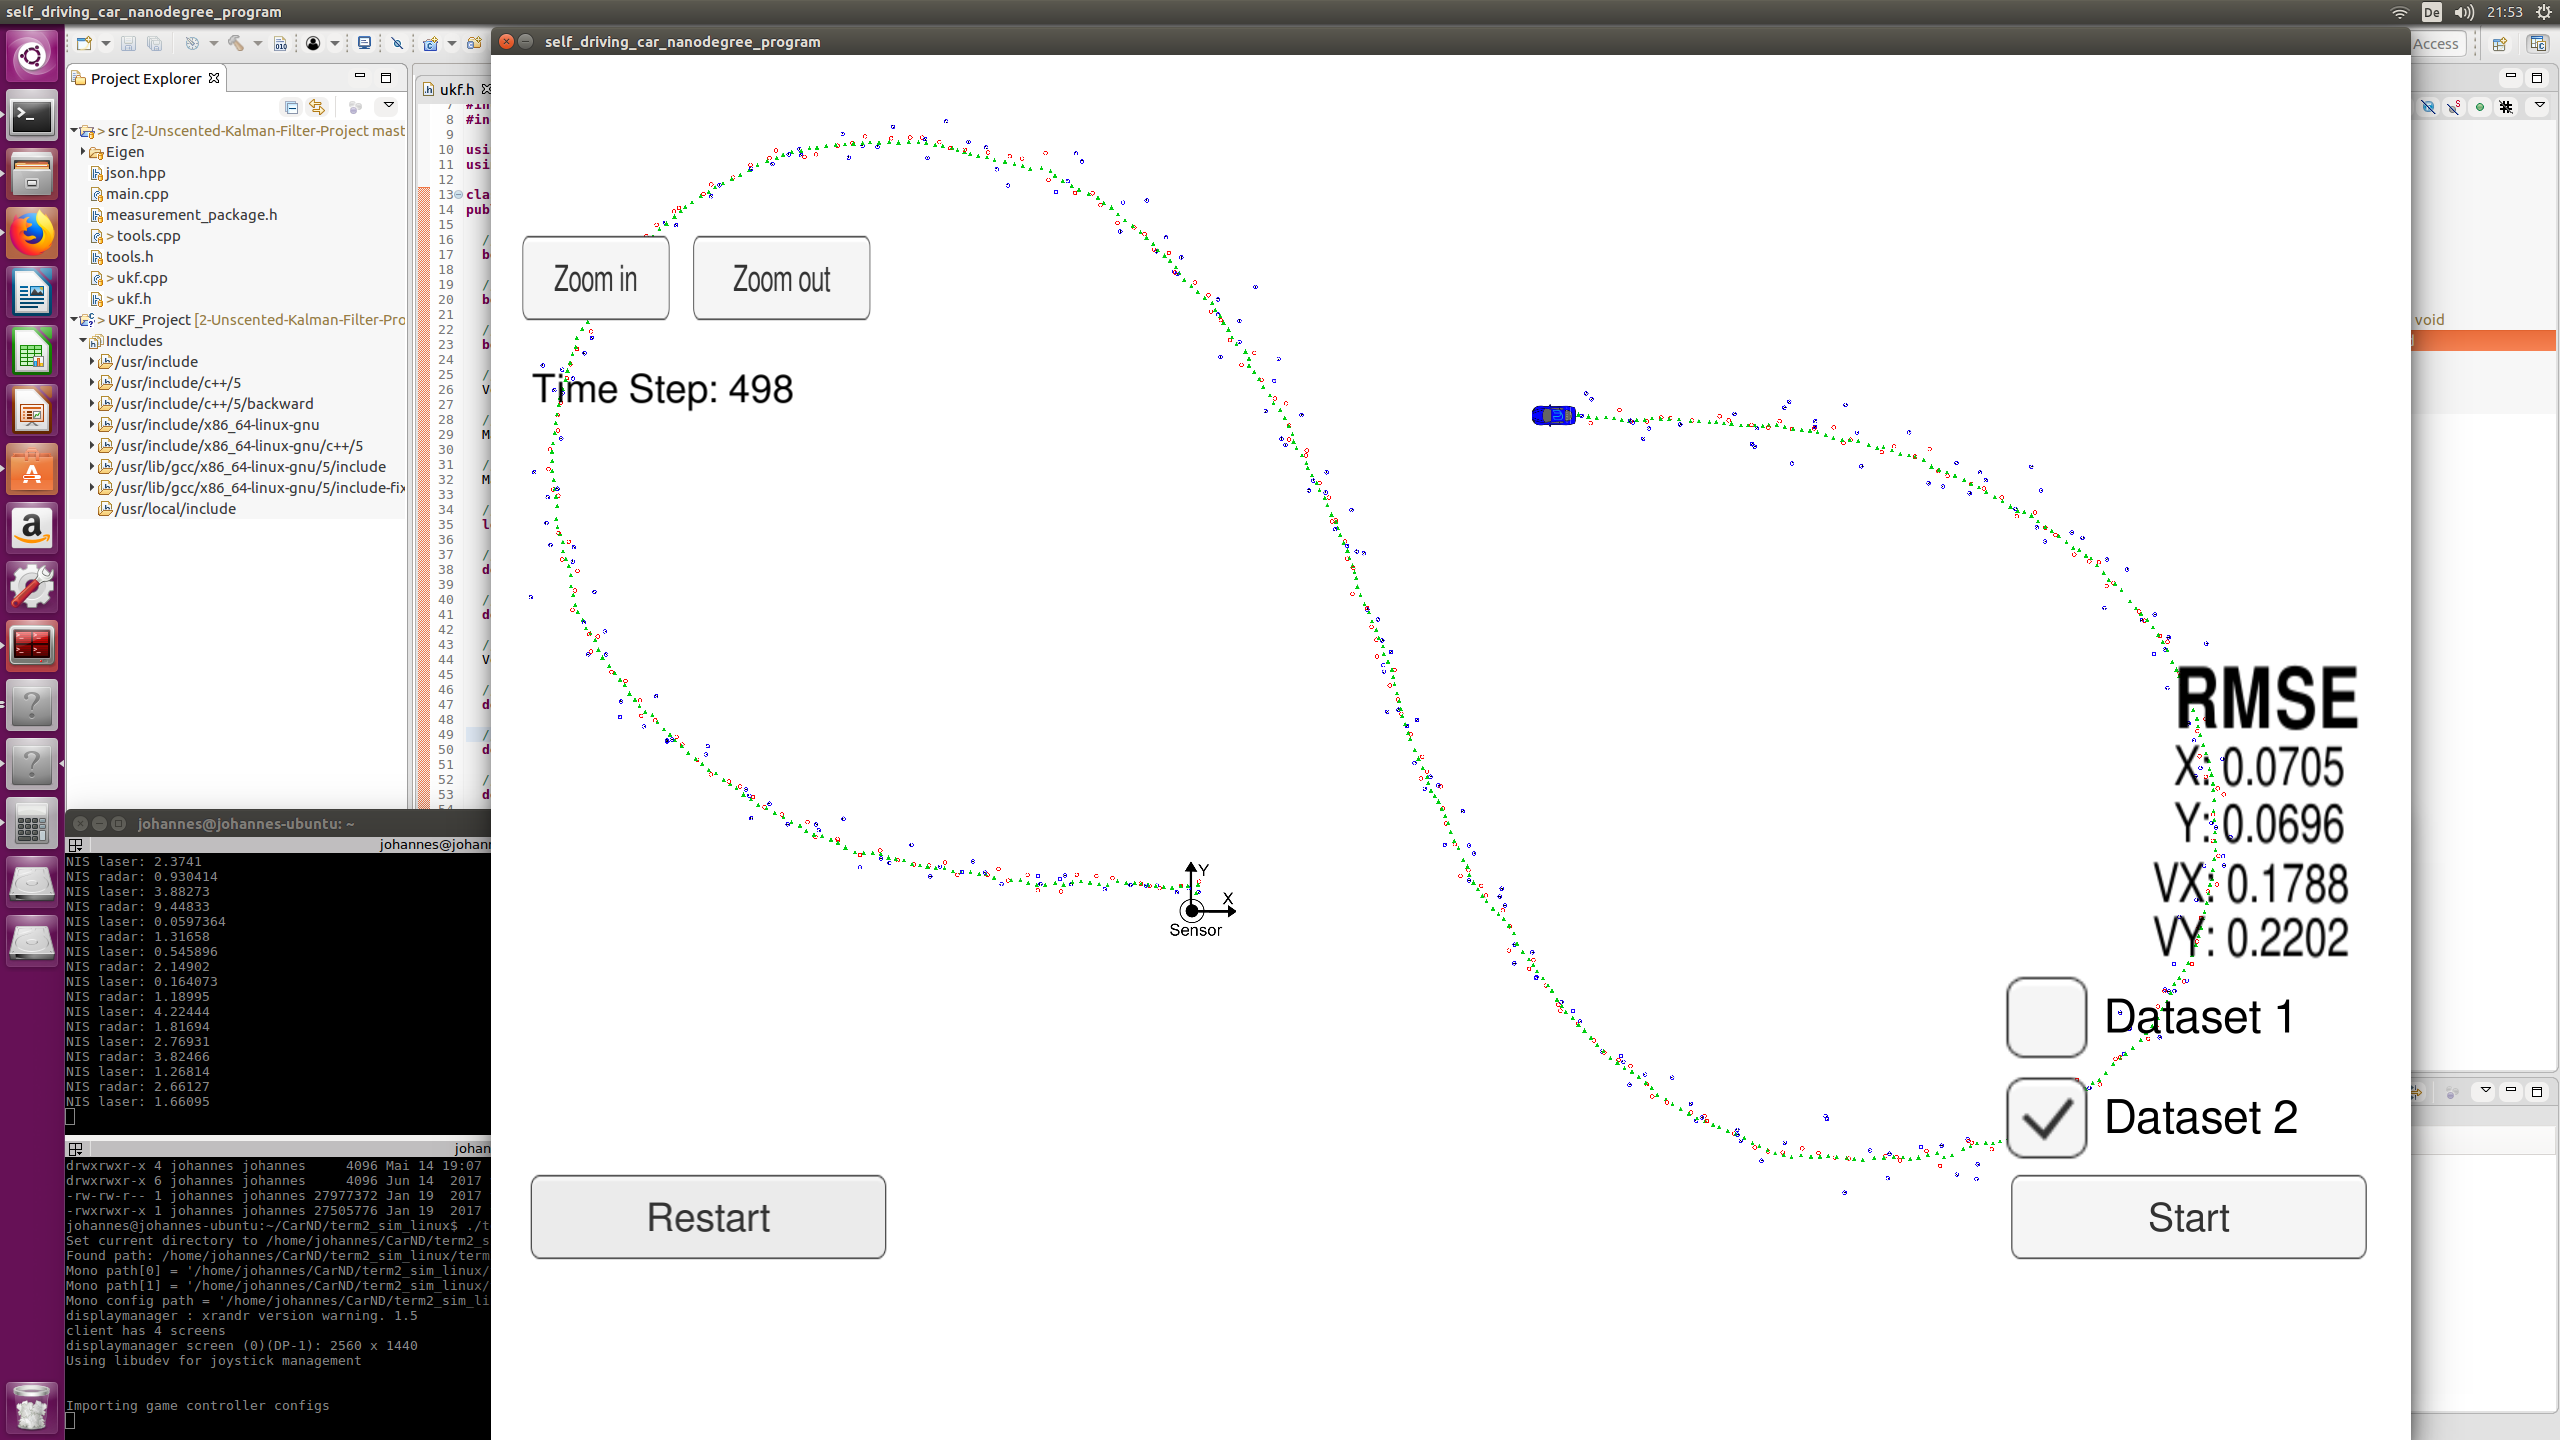 self_driving_car_nanodegree_program
De
21:53
self_driving_car_nanodegree_program
Access
Project Explorer
ukf.h
> src [2-Unscented-Kalman-Filter-Project mast
Eigen
json.hpp
main.cpp
measurement_package.h
> tools.cpp
tools.h
> ukf.cpp
> ukf.h
> UKF_Project [2-Unscented-Kalman-Filter-Pro
Includes
/usr/include
/usr/include/c++/5
/usr/include/c++/5/backward
/usr/include/x86_64-linux-gnu
/usr/include/x86_64-linux-gnu/c++/5
/usr/lib/gcc/x86_64-linux-gnu/5/include
/usr/lib/gcc/x86_64-linux-gnu/5/include-fix
/usr/local/include
7 #in
8 #in
9
10 usi
11 usi
12
13 cla
14 pub
15
16 /
17 b
18
19 /
20 b
21
22 /
23 b
24
25 /
26 V
27
28 /
29 M
30
31 /
32 M
33
34 /
35 l
36
37 /
38 d
39
40 /
41 d
42
43 /
44 V
45
46 /
47 d
48
49 /
50 d
51
52 /
53 d
54
void
Zoom in
Zoom out
Time Step: 498
Y
X
Sensor
RMSE
X: 0.0705
Y: 0.0696
VX: 0.1788
VY: 0.2202
Dataset 1
Dataset 2
Restart
Start
johannes@johannes-ubuntu: ~
johannes@johann
NIS laser: 2.3741
NIS radar: 0.930414
NIS laser: 3.88273
NIS radar: 9.44833
NIS laser: 0.0597364
NIS radar: 1.31658
NIS laser: 0.545896
NIS radar: 2.14902
NIS laser: 0.164073
NIS radar: 1.18995
NIS laser: 4.22444
NIS radar: 1.81694
NIS laser: 2.76931
NIS radar: 3.82466
NIS laser: 1.26814
NIS radar: 2.66127
NIS laser: 1.66095
johan
drwxrwxr-x 4 johannes johannes 4096 Mai 14 19:07
drwxrwxr-x 6 johannes johannes 4096 Jun 14 2017
-rw-rw-r-- 1 johannes johannes 27977372 Jan 19 2017
-rwxrwxr-x 1 johannes johannes 27505776 Jan 19 2017
johannes@johannes-ubuntu:~/CarND/term2_sim_linux$ ./t
Set current directory to /home/johannes/CarND/term2_s
Found path: /home/johannes/CarND/term2_sim_linux/term
Mono path[0] = '/home/johannes/CarND/term2_sim_linux/
Mono path[1] = '/home/johannes/CarND/term2_sim_linux/
Mono config path = '/home/johannes/CarND/term2_sim_li
displaymanager : xrandr version warning. 1.5
client has 4 screens
displaymanager screen (0)(DP-1): 2560 x 1440
Using libudev for joystick management
Importing game controller configs